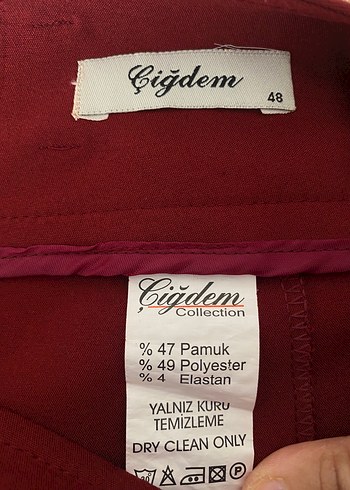 Çiğdem
48
Çiğdem
Collection
% 47 Pamuk
% 49 Polyester
% 4 Elastan
YALNIZ KURU
TEMİZLEME
DRY CLEAN ONLY
P